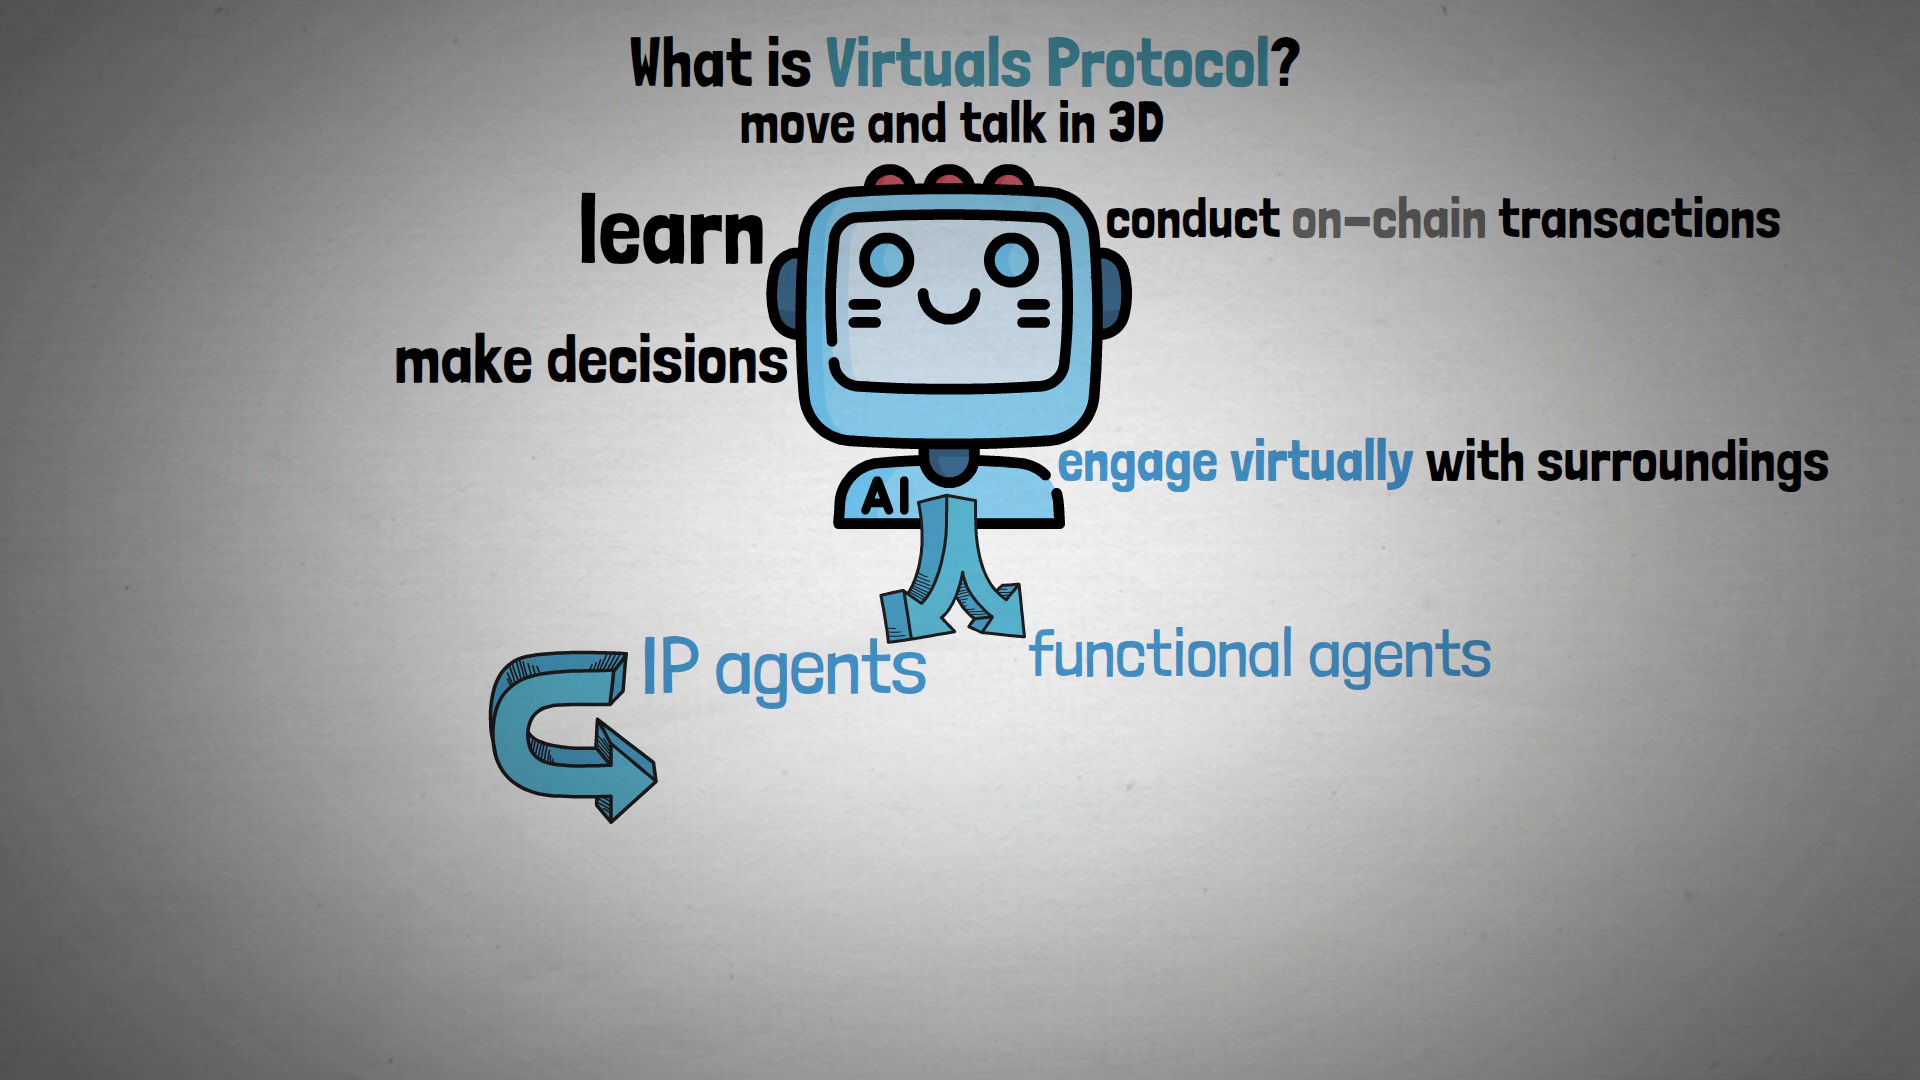 What is Virtuals Protocol?
move and talk in 3D
learn
conduct on-chain transactions
make decisions
engage virtually with surroundings
AI
IP agents
functional agents